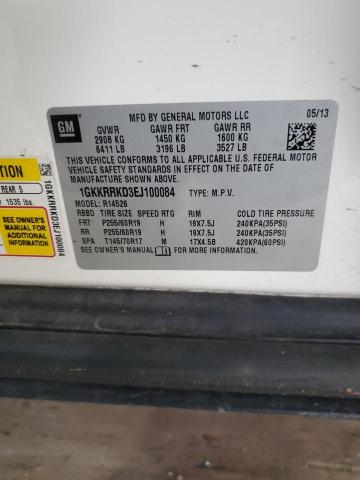 GM
MFD BY GENERAL MOTORS LLC
05/13
GVWR GAWR FRT GAWR RR
2908 KG 1450 KG 1600 KG
6411 LB 3196 LB 3527 LB
THIS VEHICLE CONFORMS TO ALL APPLICABLE U.S. FEDERAL MOTOR
VEHICLE SAFETY, BUMPER, AND THEFT PREVENTION STANDARDS
IN EFFECT ON THE DATE OF
MANUFACTURE SHOWN ABOVE.
1GKKRRKD3EJ100084 TYPE: M.P.V.
MODEL: R14526
RBBD TIRE SIZE SPEED RTG RIM COLD TIRE PRESSURE
FRT P255/60R19 H 19X7.5J 240KPA(35PSI)
RR P255/60R19 H 19X7.5J 240KPA(35PSI)
SPA T145/70R17 M 17X4.5B 420KPA(60PSI)
SEE OWNER'S MANUAL FOR MORE INFORMATION.
TION
REAR 5
1535 lbs.
SEE OWNER'S
MANUAL FOR
ADDITIONAL
INFORMATION
1GKKRRKD3EJ100084